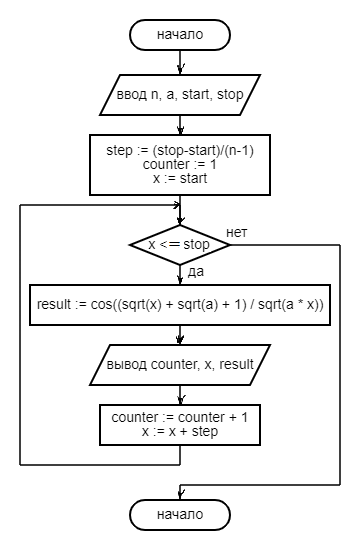 начало
ввод n, a, start, stop
step := (stop-start)/(n-1)
counter := 1
x := start
x <= stop
нет
да
result := cos((sqrt(x) + sqrt(a) + 1) / sqrt(a * x))
вывод counter, x, result
counter := counter + 1
x := x + step
начало